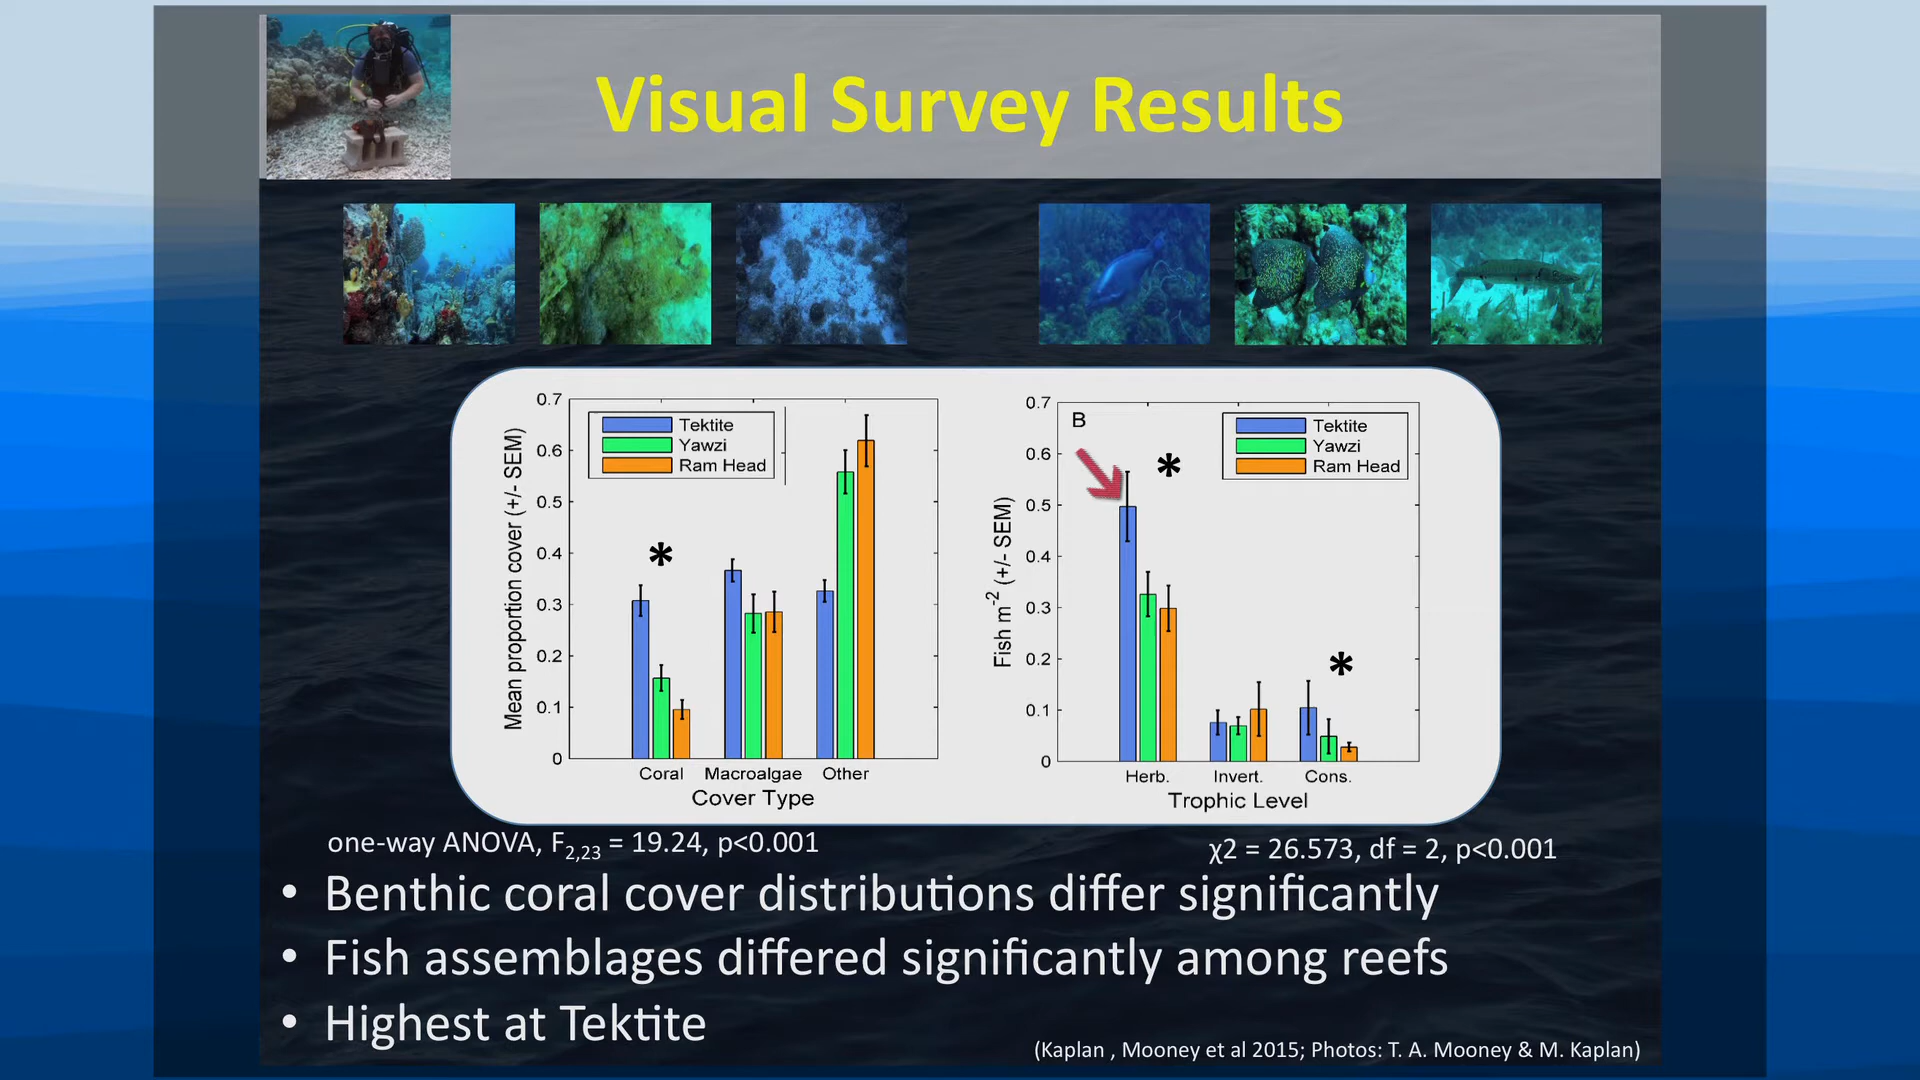 Visual Survey Results
0.7
0.6
0.5
0.4
0.3
0.2
0.1
0
Mean proportion cover (+/- SEM)
Tektite
Yawzi
Ram Head
*
Coral Macroalgae Other
Cover Type
0.7
0.6
0.5
0.4
0.3
0.2
0.1
0
Fish m-2 (+/- SEM)
B
Tektite
Yawzi
Ram Head
*
*
Herb. Invert. Cons.
Trophic Level
one-way ANOVA, F2,23 = 19.24, p<0.001
χ2 = 26.573, df = 2, p<0.001
• Benthic coral cover distributions differ significantly
• Fish assemblages differed significantly among reefs
• Highest at Tektite
(Kaplan , Mooney et al 2015; Photos: T. A. Mooney & M. Kaplan)